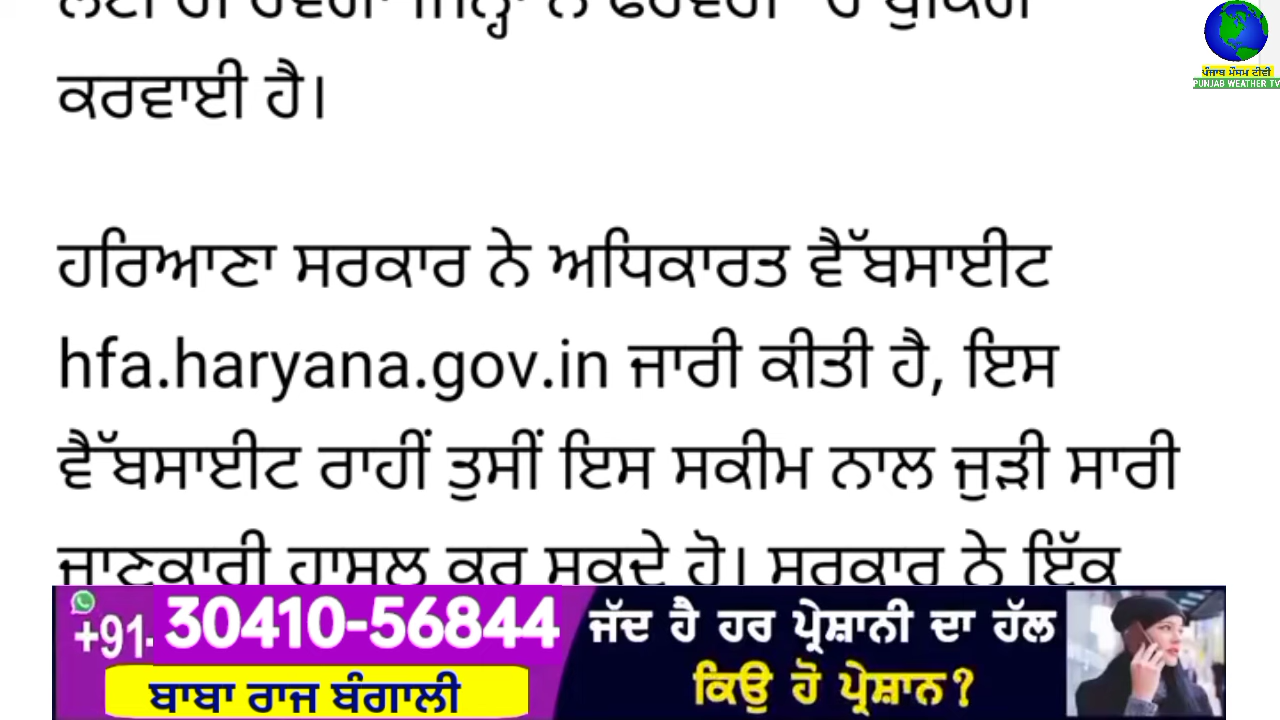 ਕਰਵਾਈ ਹੈ।
ਹਰਿਆਣਾ ਸਰਕਾਰ ਨੇ ਅਧਿਕਾਰਤ ਵੈੱਬਸਾਈਟ
hfa.haryana.gov.in ਜਾਰੀ ਕੀਤੀ ਹੈ, ਇਸ
ਵੈੱਬਸਾਈਟ ਰਾਹੀਂ ਤੁਸੀਂ ਇਸ ਸਕੀਮ ਨਾਲ ਜੁੜੀ ਸਾਰੀ
ਜਾਣਕਾਰੀ ਹਾਸਲ ਕਰ ਸਕਦੇ ਹੋ। ਸਰਕਾਰ ਨੇ ਇੱਕ
ਪੰਜਾਬ ਮੌਸਮ ਟੀਵੀ
PUNJAB WEATHER TV
+91. 30410-56844
ਬਾਬਾ ਰਾਜ ਬੰਗਾਲੀ
ਜੱਦ ਹੈ ਹਰ ਪ੍ਰੇਸ਼ਾਨੀ ਦਾ ਹੱਲ
ਕਿਉ ਹੋ ਪ੍ਰੇਸ਼ਾਨ?